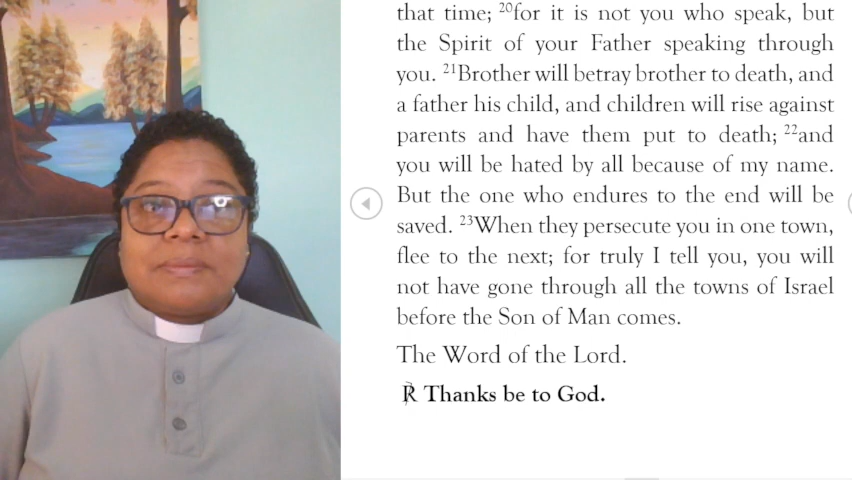 that time; ²⁰for it is not you who speak, but
the Spirit of your Father speaking through
you. ²¹Brother will betray brother to death, and
a father his child, and children will rise against
parents and have them put to death; ²²and
you will be hated by all because of my name.
But the one who endures to the end will be
saved. ²³When they persecute you in one town,
flee to the next; for truly I tell you, you will
not have gone through all the towns of Israel
before the Son of Man comes.
The Word of the Lord.
℟ Thanks be to God.